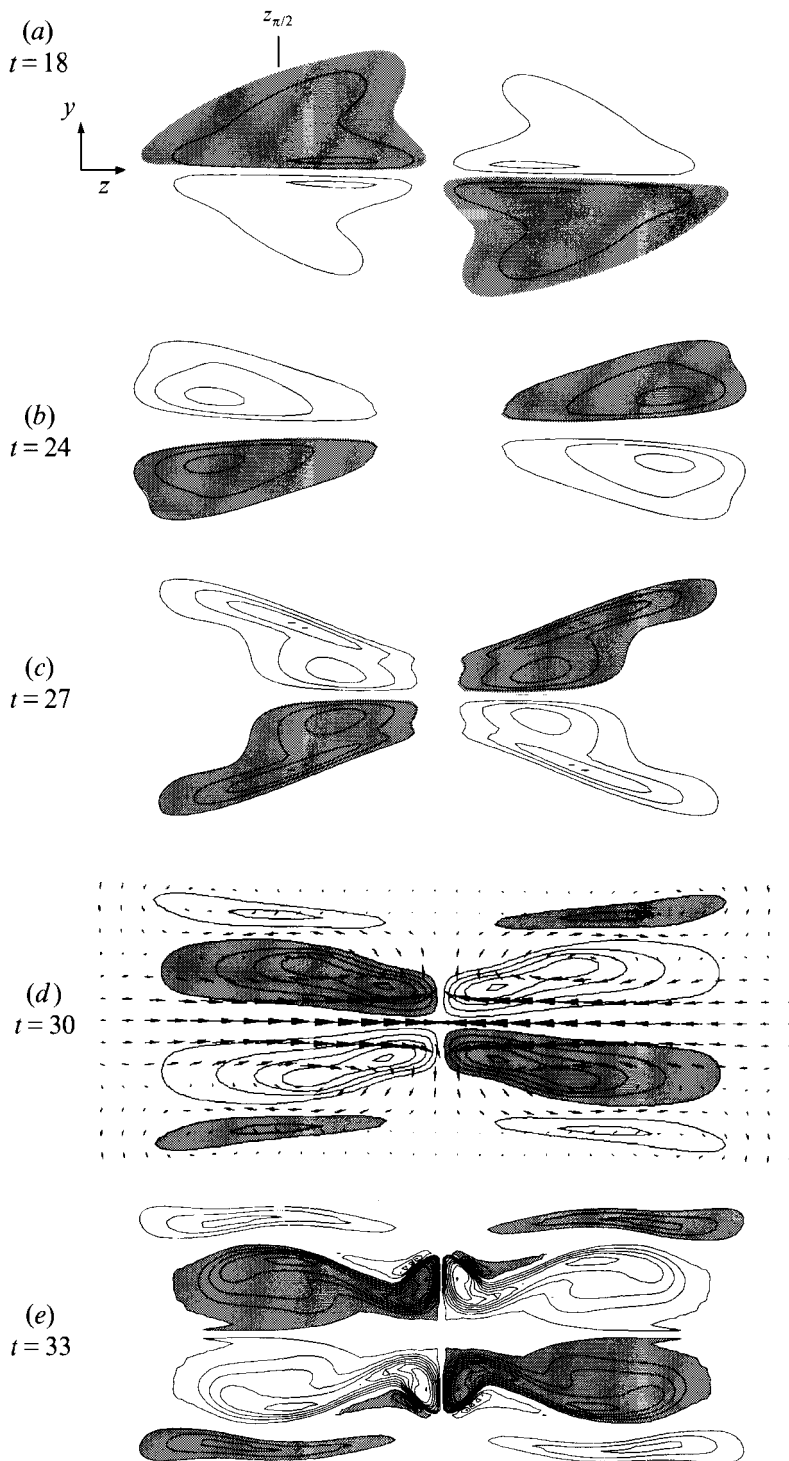 (a)
t = 18
z_{π/2}
y
z
(b)
t = 24
(c)
t = 27
(d)
t = 30
(e)
t = 33